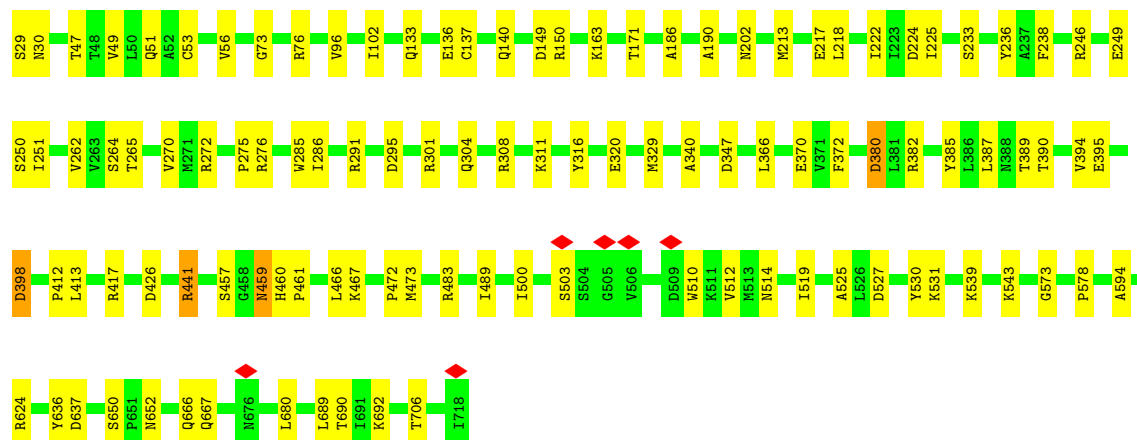 S29 N30 T47 T48 V49 L50 Q51 A52 C53 V56 G73 R76 V96 I102 Q133 E136 C137 Q140 D149 R150 K163 T171 A186 A190 N202 M213 E217 L218 I222 I223 D224 I225 S233 Y236 A237 F238 R246 E249
S250 I251 V262 V263 S264 T265 V270 M271 R272 P275 R276 W285 I286 R291 D295 R301 Q304 R308 K311 Y316 E320 M329 A340 D347 L366 E370 V371 F372 D380 L381 R382 Y385 L386 L387 N388 T389 T390 V394 E395
D398 P412 L413 R417 D426 R441 S457 G458 N459 H460 P461 L466 K467 P472 M473 R483 I489 I500 S503 S504 G505 V506 D509 W510 K511 V512 M513 N514 I519 A525 L526 D527 Y530 K531 K539 K543 G573 P578 A594
R624 Y636 D637 S650 P651 N652 Q666 Q667 N676 L680 L689 T690 I691 K692 T706 I718